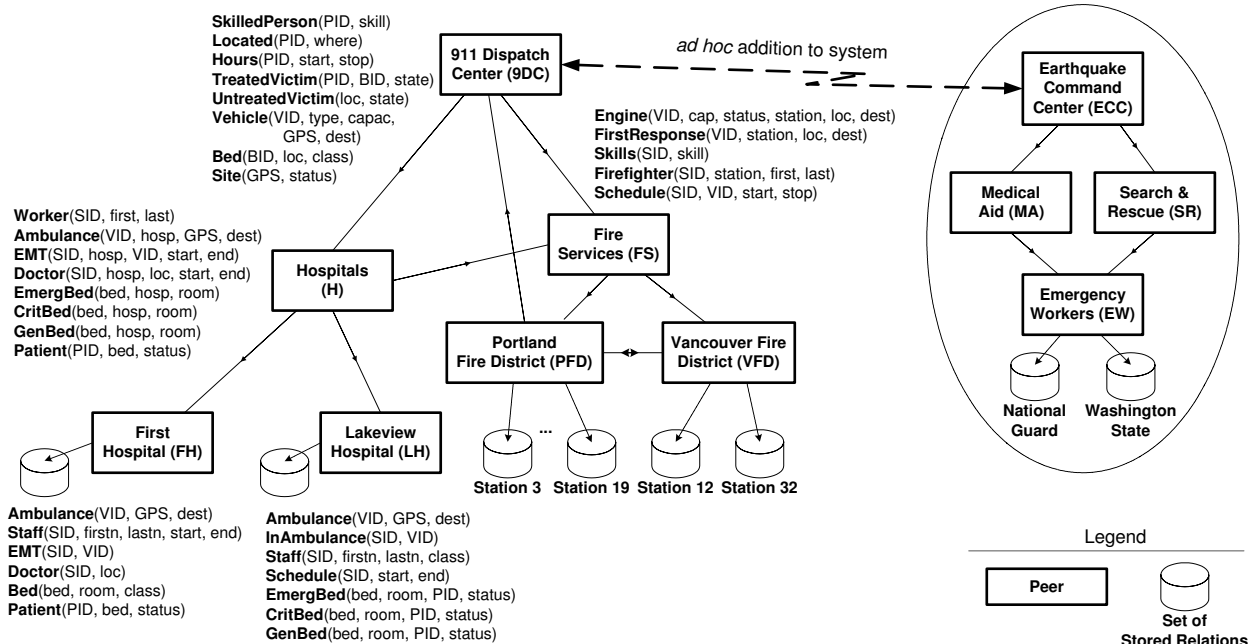 SkilledPerson(PID, skill)
Located(PID, where)
Hours(PID, start, stop)
TreatedVictim(PID, BID, state)
UntreatedVictim(loc, state)
Vehicle(VID, type, capac,
GPS, dest)
Bed(BID, loc, class)
Site(GPS, status)
911 Dispatch
Center (9DC)
ad hoc addition to system
Earthquake
Command
Center (ECC)
Engine(VID, cap, status, station, loc, dest)
FirstResponse(VID, station, loc, dest)
Skills(SID, skill)
Firefighter(SID, station, first, last)
Schedule(SID, VID, start, stop)
Medical
Aid (MA)
Search &
Rescue (SR)
Worker(SID, first, last)
Ambulance(VID, hosp, GPS, dest)
EMT(SID, hosp, VID, start, end)
Doctor(SID, hosp, loc, start, end)
EmergBed(bed, hosp, room)
CritBed(bed, hosp, room)
GenBed(bed, hosp, room)
Patient(PID, bed, status)
Hospitals
(H)
Fire
Services (FS)
Emergency
Workers (EW)
Portland
Fire District (PFD)
Vancouver Fire
District (VFD)
National
Guard
Washington
State
First
Hospital (FH)
Lakeview
Hospital (LH)
...
Station 3
Station 19
Station 12
Station 32
Ambulance(VID, GPS, dest)
Staff(SID, firstn, lastn, start, end)
EMT(SID, VID)
Doctor(SID, loc)
Bed(bed, room, class)
Patient(PID, bed, status)
Ambulance(VID, GPS, dest)
InAmbulance(SID, VID)
Staff(SID, firstn, lastn, class)
Schedule(SID, start, end)
EmergBed(bed, room, PID, status)
CritBed(bed, room, PID, status)
GenBed(bed, room, PID, status)
Legend
Peer
Set of
Stored Relations